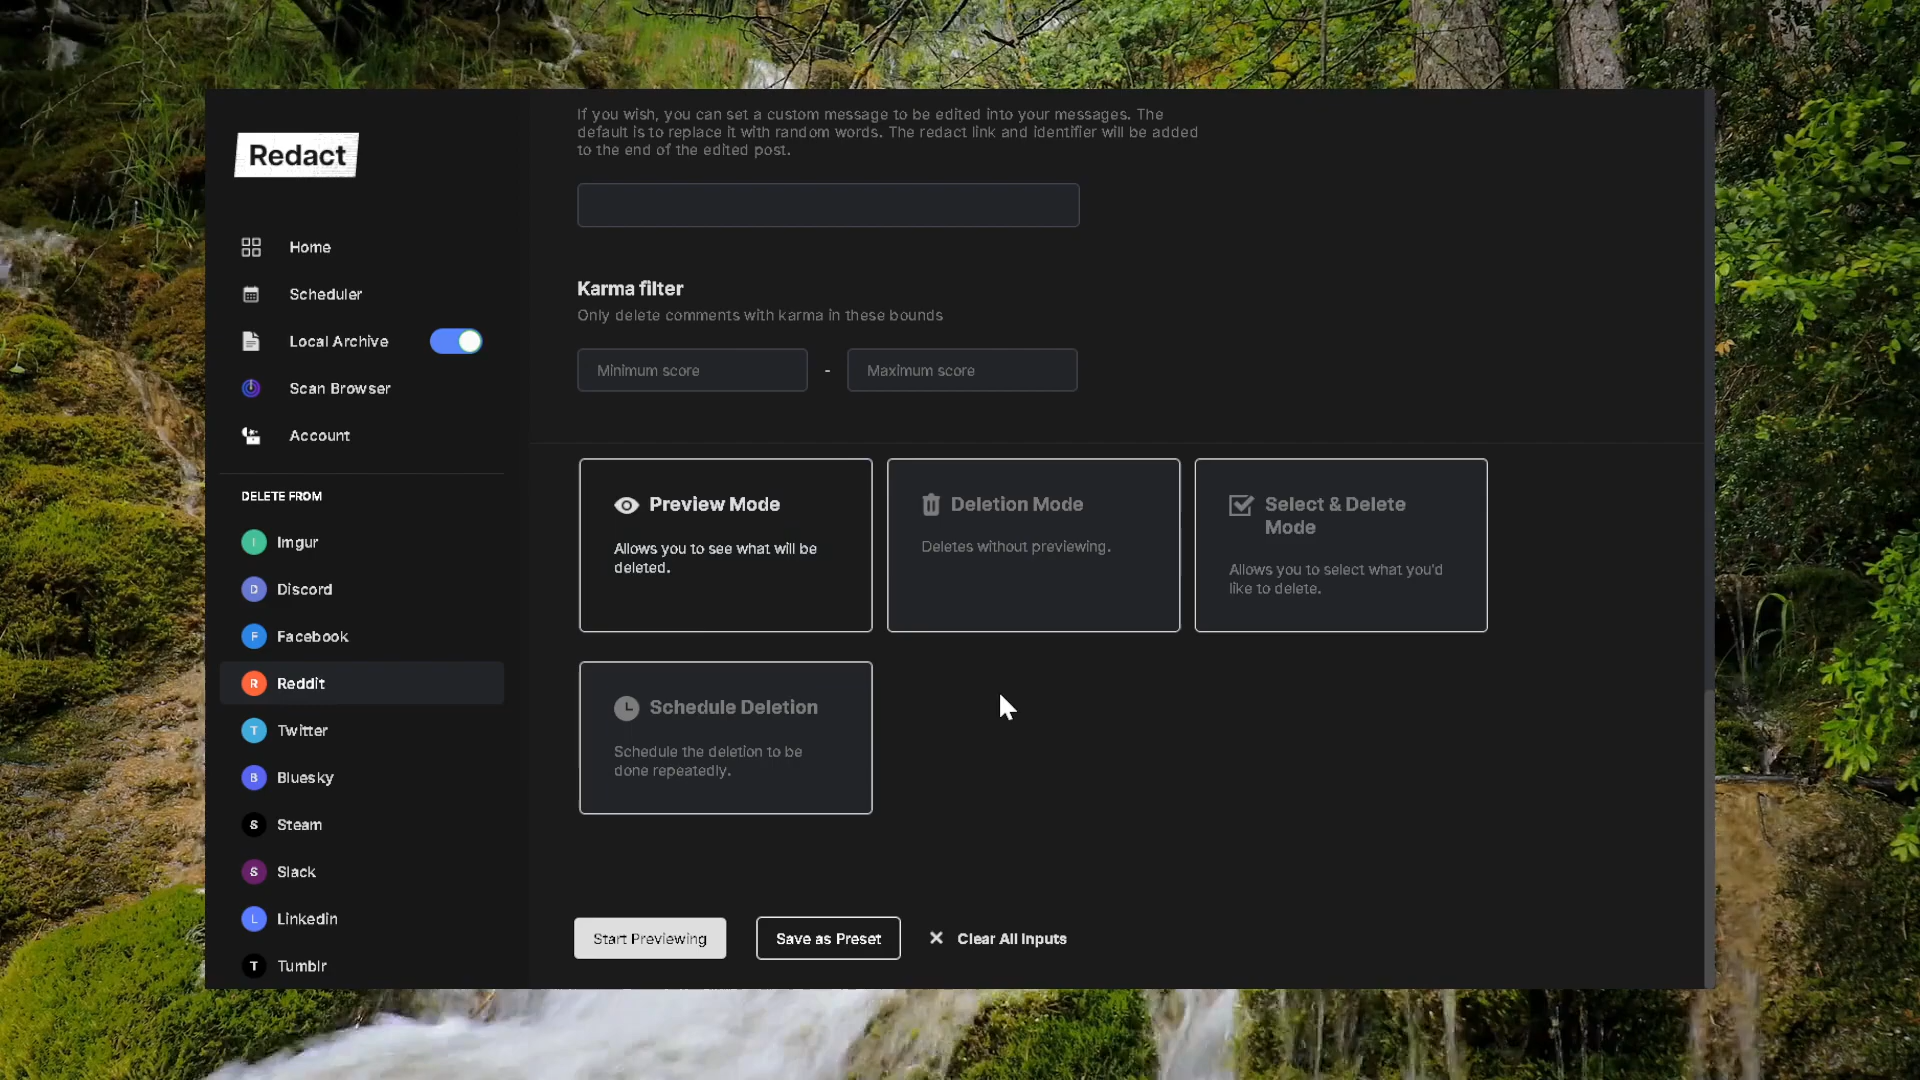 Redact
Home
Scheduler
Local Archive
Scan Browser
Account
DELETE FROM
I Imgur
D Discord
F Facebook
R Reddit
T Twitter
B Bluesky
S Steam
S Slack
L Linkedin
T Tumblr
If you wish, you can set a custom message to be edited into your messages. The
default is to replace it with random words. The redact link and identifier will be added
to the end of the edited post.
Karma filter
Only delete comments with karma in these bounds
Minimum score - Maximum score
Preview Mode
Allows you to see what will be
deleted.
Deletion Mode
Deletes without previewing.
Select & Delete
Mode
Allows you to select what you'd
like to delete.
Schedule Deletion
Schedule the deletion to be
done repeatedly.
Start Previewing
Save as Preset
Clear All Inputs